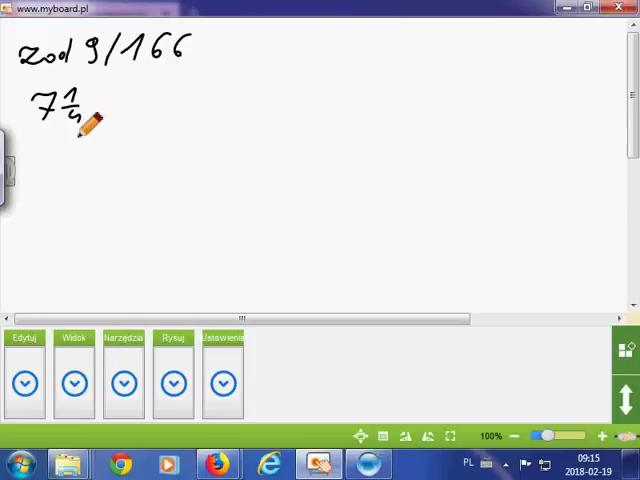 www.myboard.pl
zad 9/166
7 1/4
Edytuj
Widok
Narzędzia
Rysuj
Ustawienia
100%
PL
09:15
2018-02-19